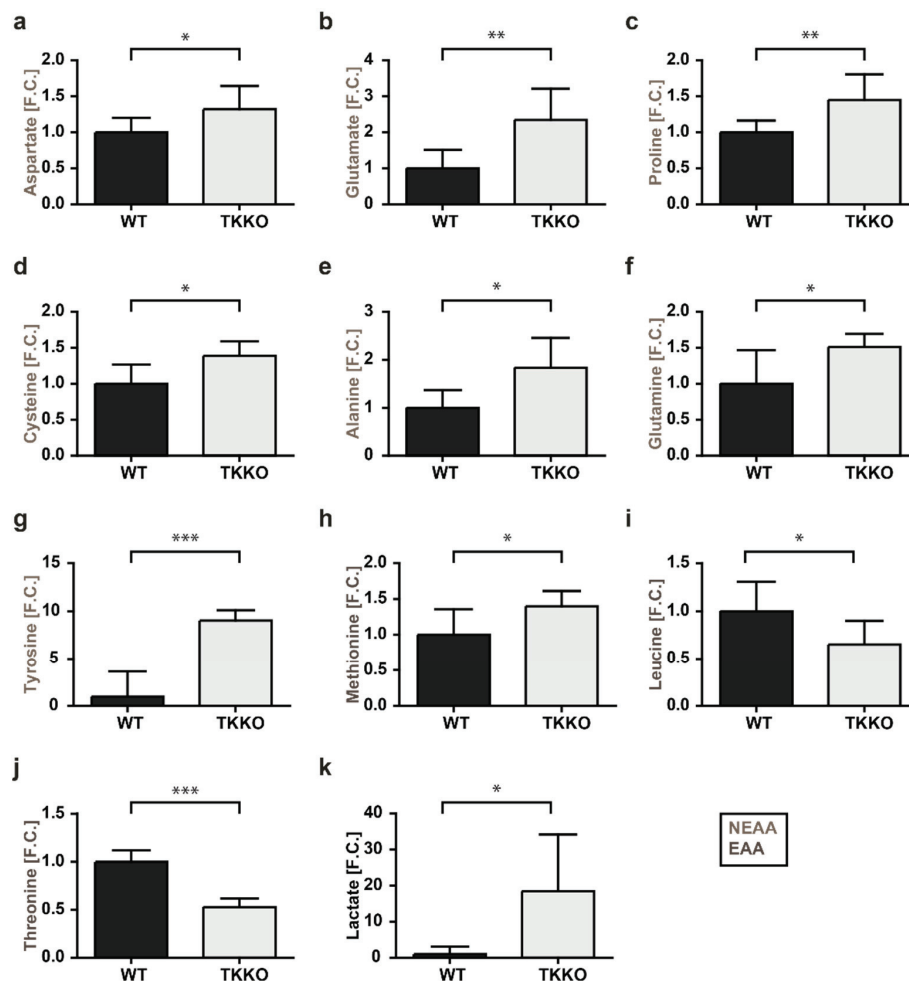 a
*
Aspartate [F.C.]
2.0
1.5
1.0
0.5
0.0
WT TKKO
b
**
Glutamate [F.C.]
6
4
3
2
1
0
WT TKKO
c
**
Proline [F.C.]
2.0
1.5
1.0
0.5
0.0
WT TKKO
d
*
Cysteine [F.C.]
2.0
1.5
1.0
0.5
0.0
WT TKKO
e
*
Alanine [F.C.]
3
2
1
0
WT TKKO
f
*
Glutamine [F.C.]
2.0
1.5
1.0
0.5
0.0
WT TKKO
g
***
Tyrosine [F.C.]
15
10
5
0
WT TKKO
h
*
Methionine [F.C.]
2.0
1.5
1.0
0.5
0.0
WT TKKO
i
*
Leucine [F.C.]
1.5
1.0
0.5
0.0
WT TKKO
j
***
Threonine [F.C.]
1.5
1.0
0.5
0.0
WT TKKO
k
*
Lactate [F.C.]
40
30
20
10
0
WT TKKO
NEAA
EAA